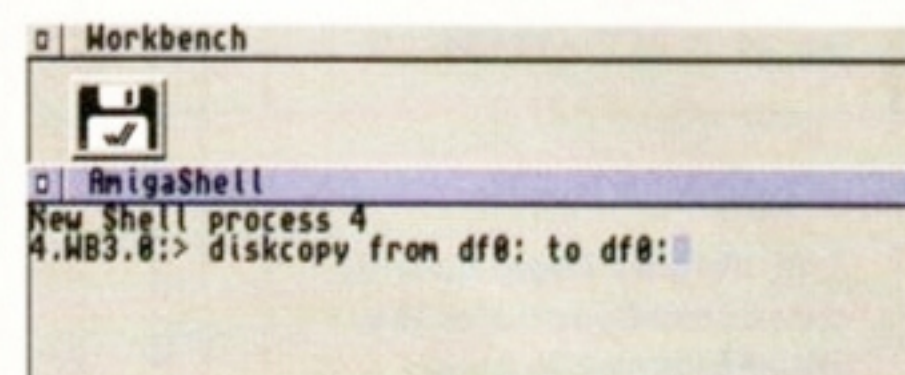 Workbench
AmigaShell
New Shell process 4
4.WB3.0:> diskcopy from df0: to df0: